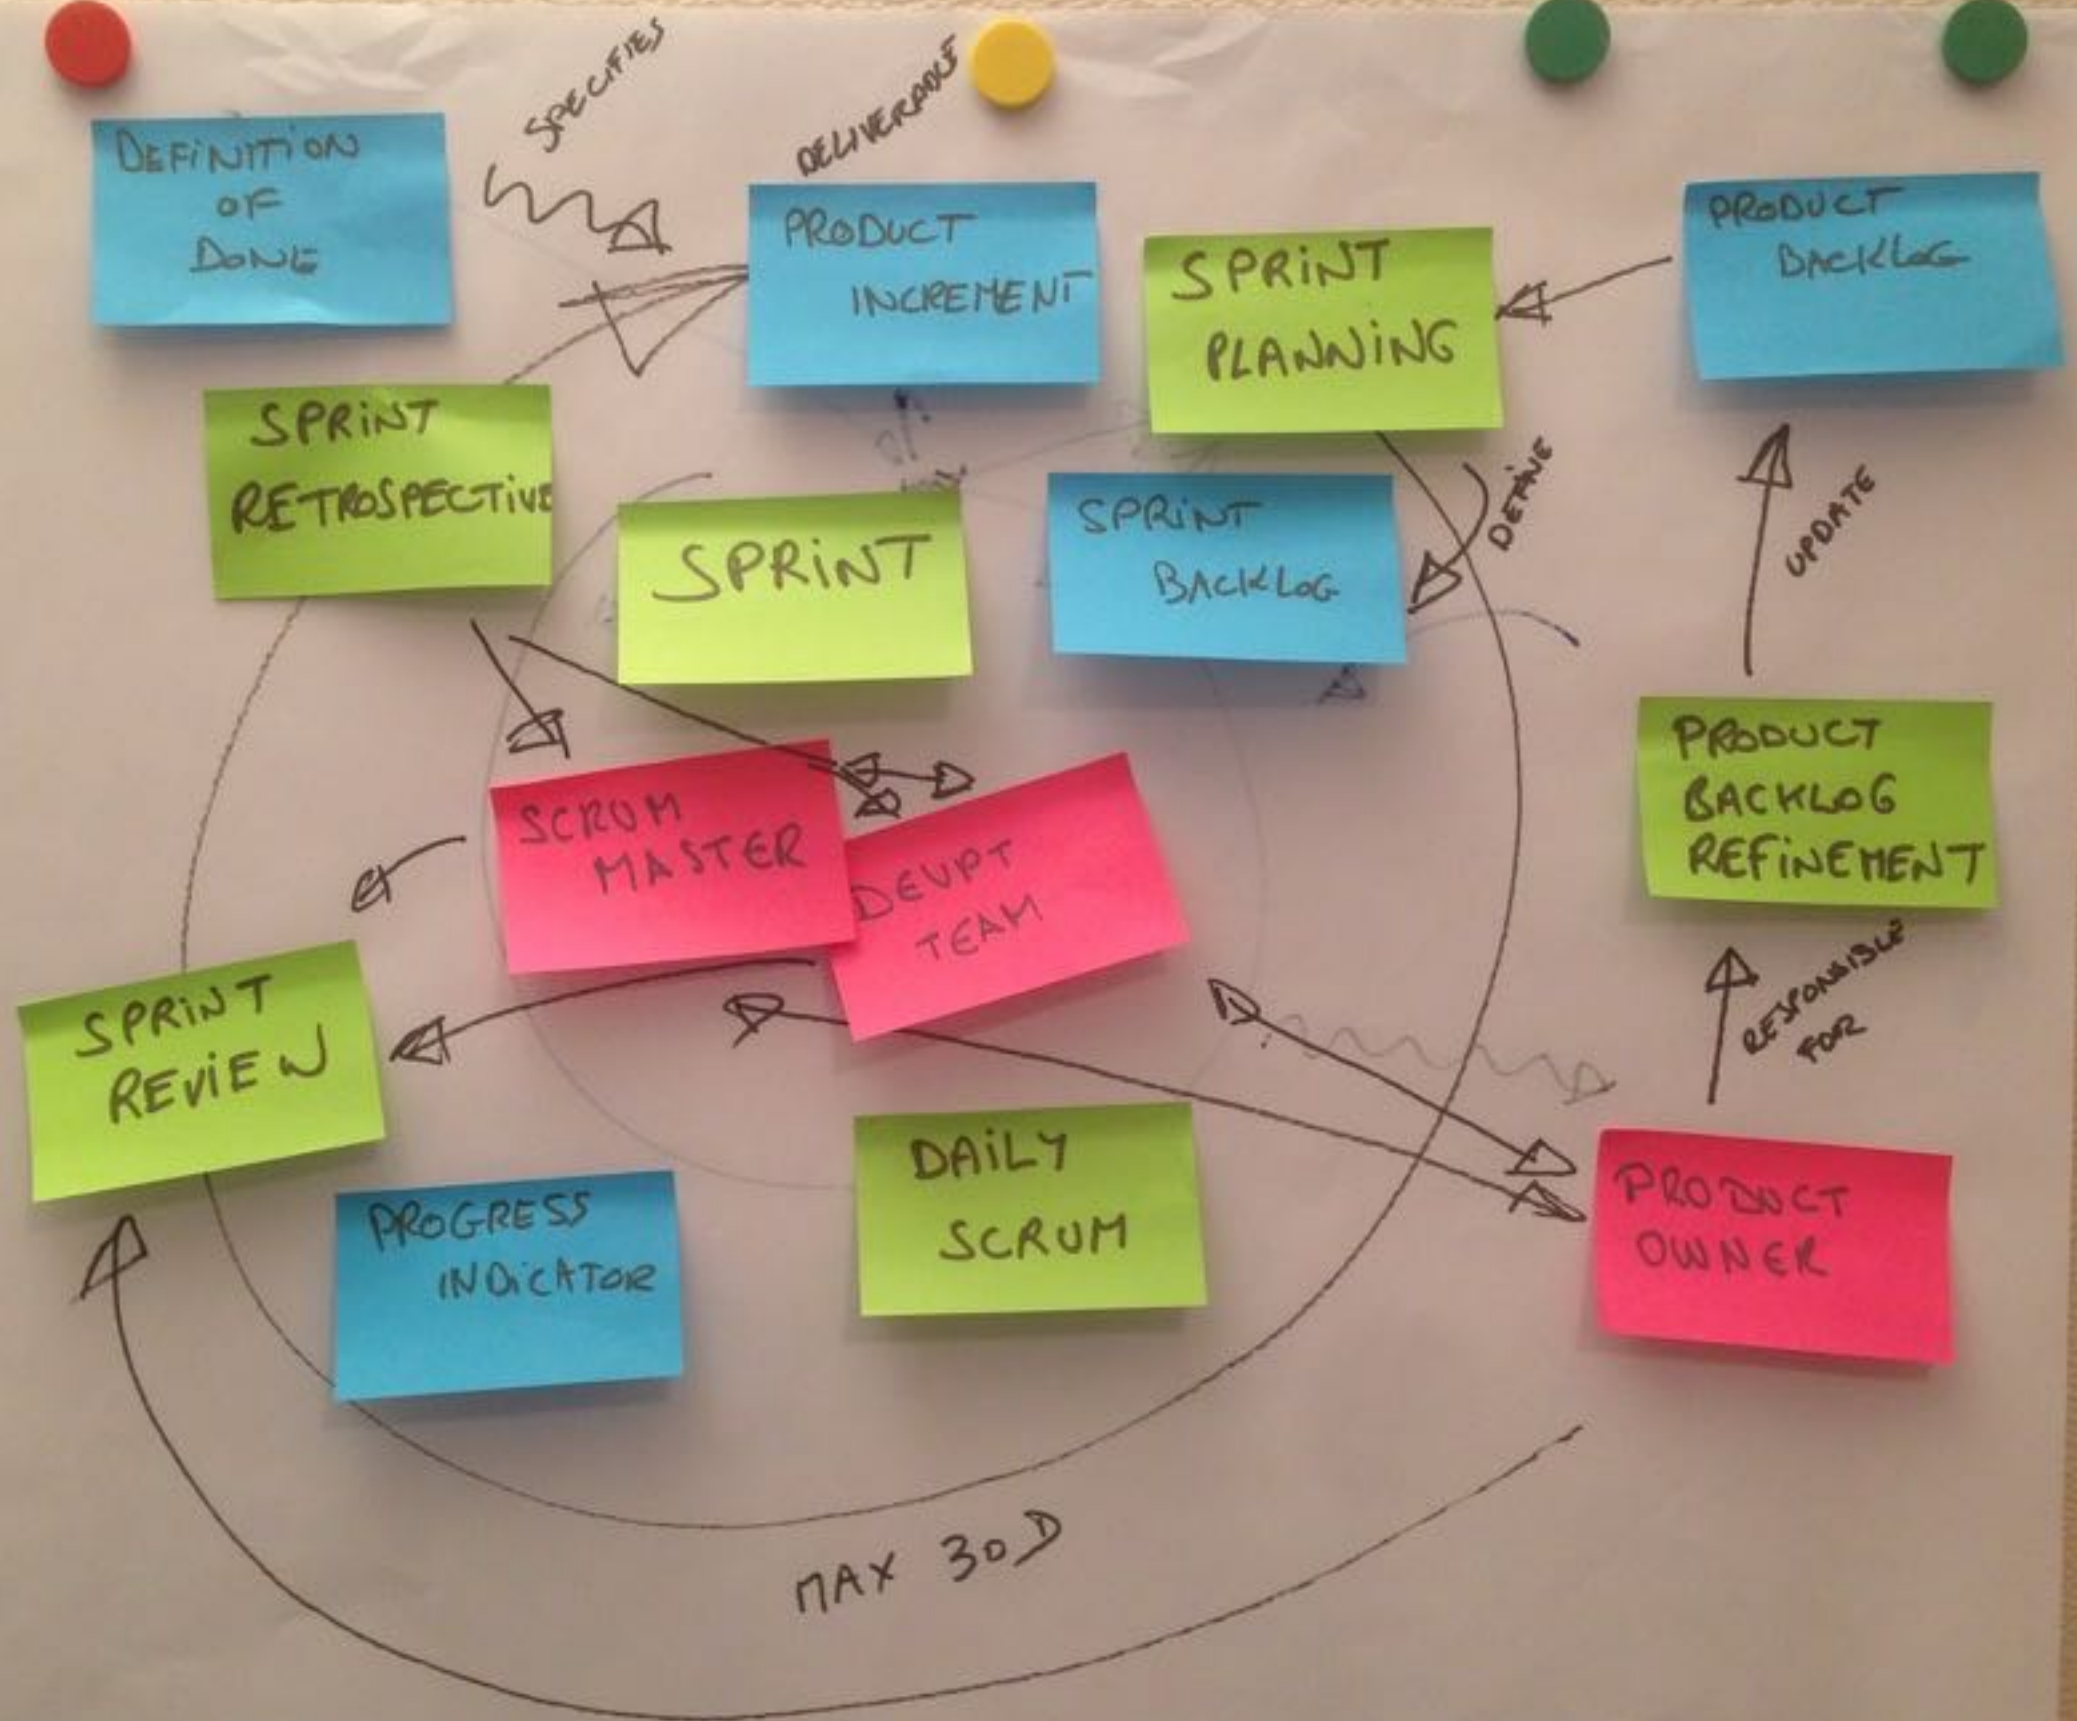 SPECIFIES
DELIVERABLE
DEFINITION
OF
DONE
PRODUCT
INCREMENT
SPRINT
PLANNING
PRODUCT
BACKLOG
SPRINT
RETROSPECTIVE
SPRINT
SPRINT
BACKLOG
DEFINE
UPDATE
SCRUM
MASTER
DEVPT
TEAM
PRODUCT
BACKLOG
REFINEMENT
RESPONSIBLE
FOR
SPRINT
REVIEW
PROGRESS
INDICATOR
DAILY
SCRUM
PRODUCT
OWNER
MAX 30D